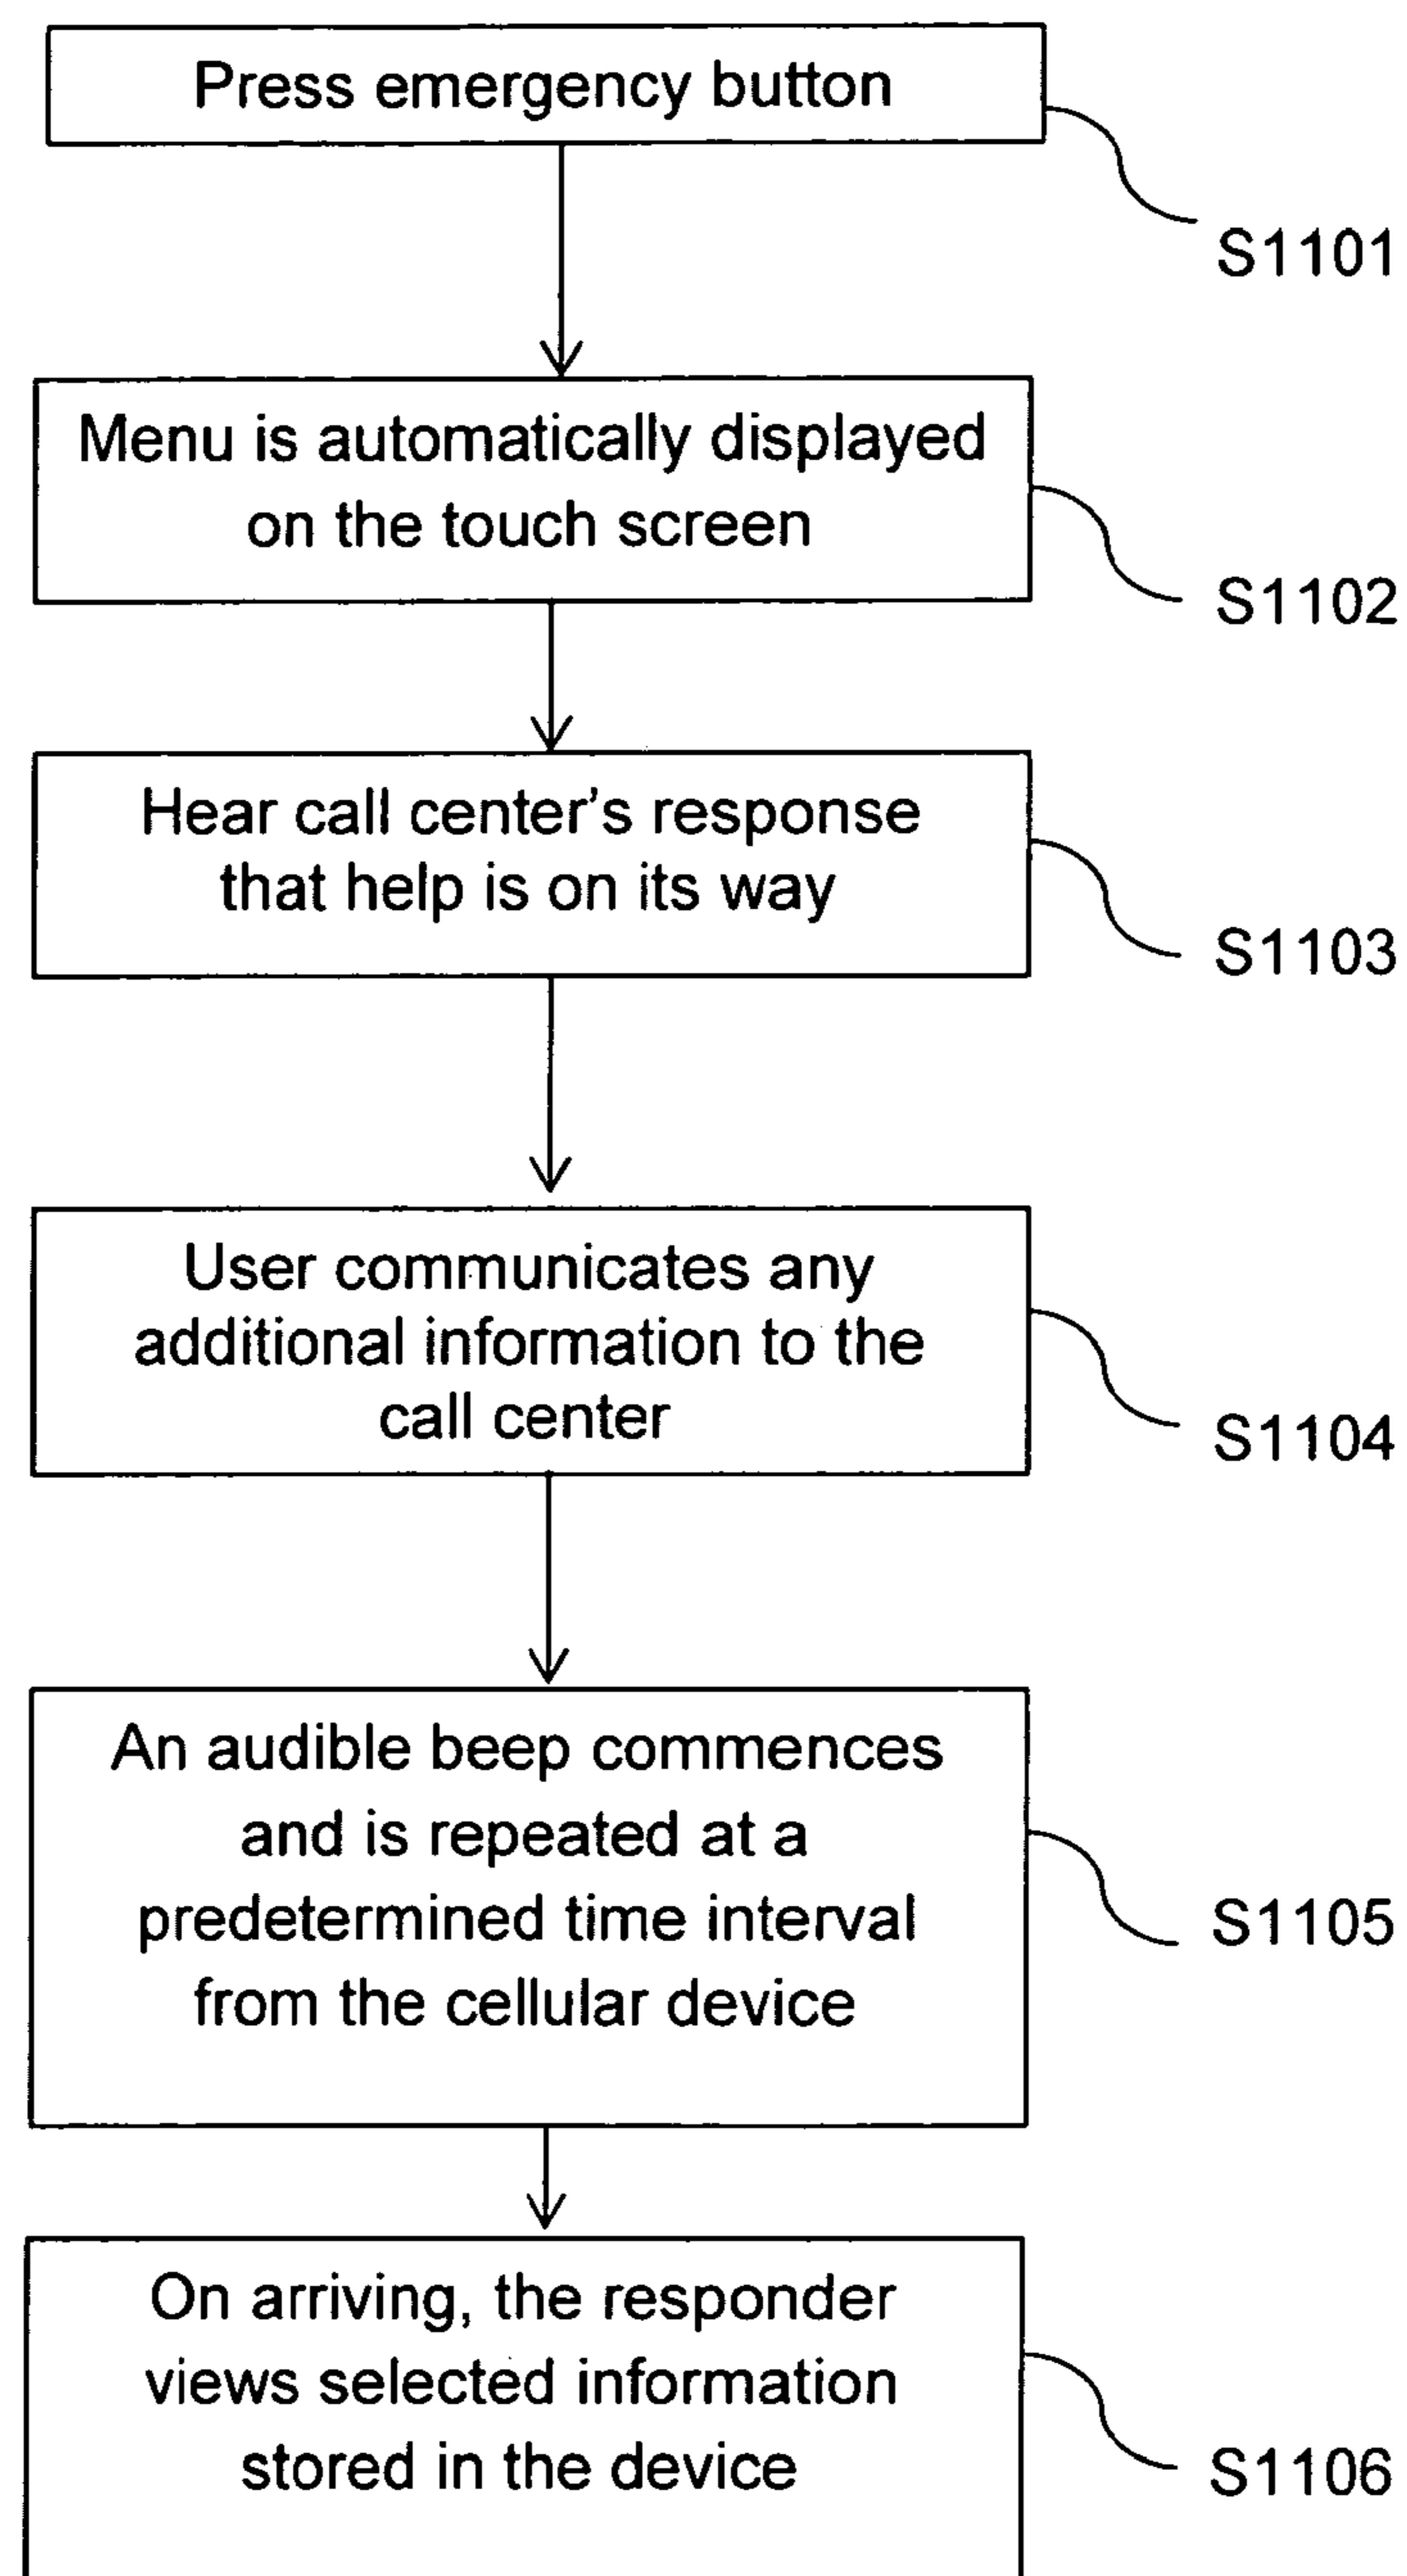 Press emergency button
S1101
Menu is automatically displayed
on the touch screen
S1102
Hear call center’s response
that help is on its way
S1103
User communicates any
additional information to the
call center
S1104
An audible beep commences
and is repeated at a
predetermined time interval
from the cellular device
S1105
On arriving, the responder
views selected information
stored in the device
S1106